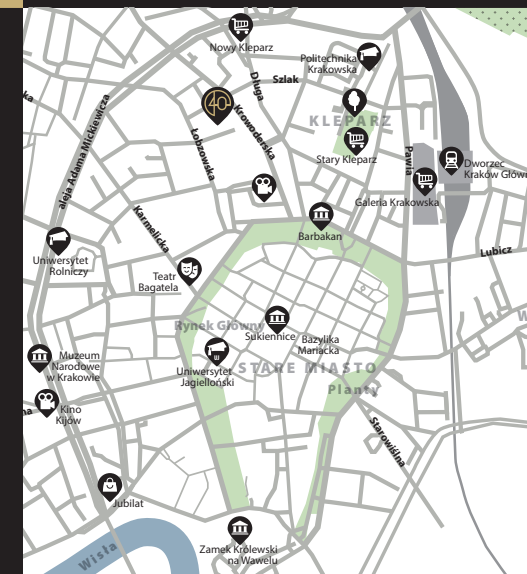 Nowy Kleparz
Politechnika
Krakowska
Szlak
Długa
40
KLEPARZ
Krowoderska
aleja Adama Mickiewicza
Łobzowska
Stary Kleparz
Pawia
Dworzec
Kraków Główn
Galeria Krakowska
Karmelicka
Barbakan
Uniwersytet
Rolniczy
Lubicz
Teatr
Bagatela
Rynek Główny
Sukiennice
Bazylika
Mariacka
Muzeum
Narodowe
w Krakowie
Uniwersytet
Jagielloński
STARE MIASTO
Planty
Kino
Kijów
Starowiślna
Jubilat
Wisła
Zamek Królewski
na Wawelu